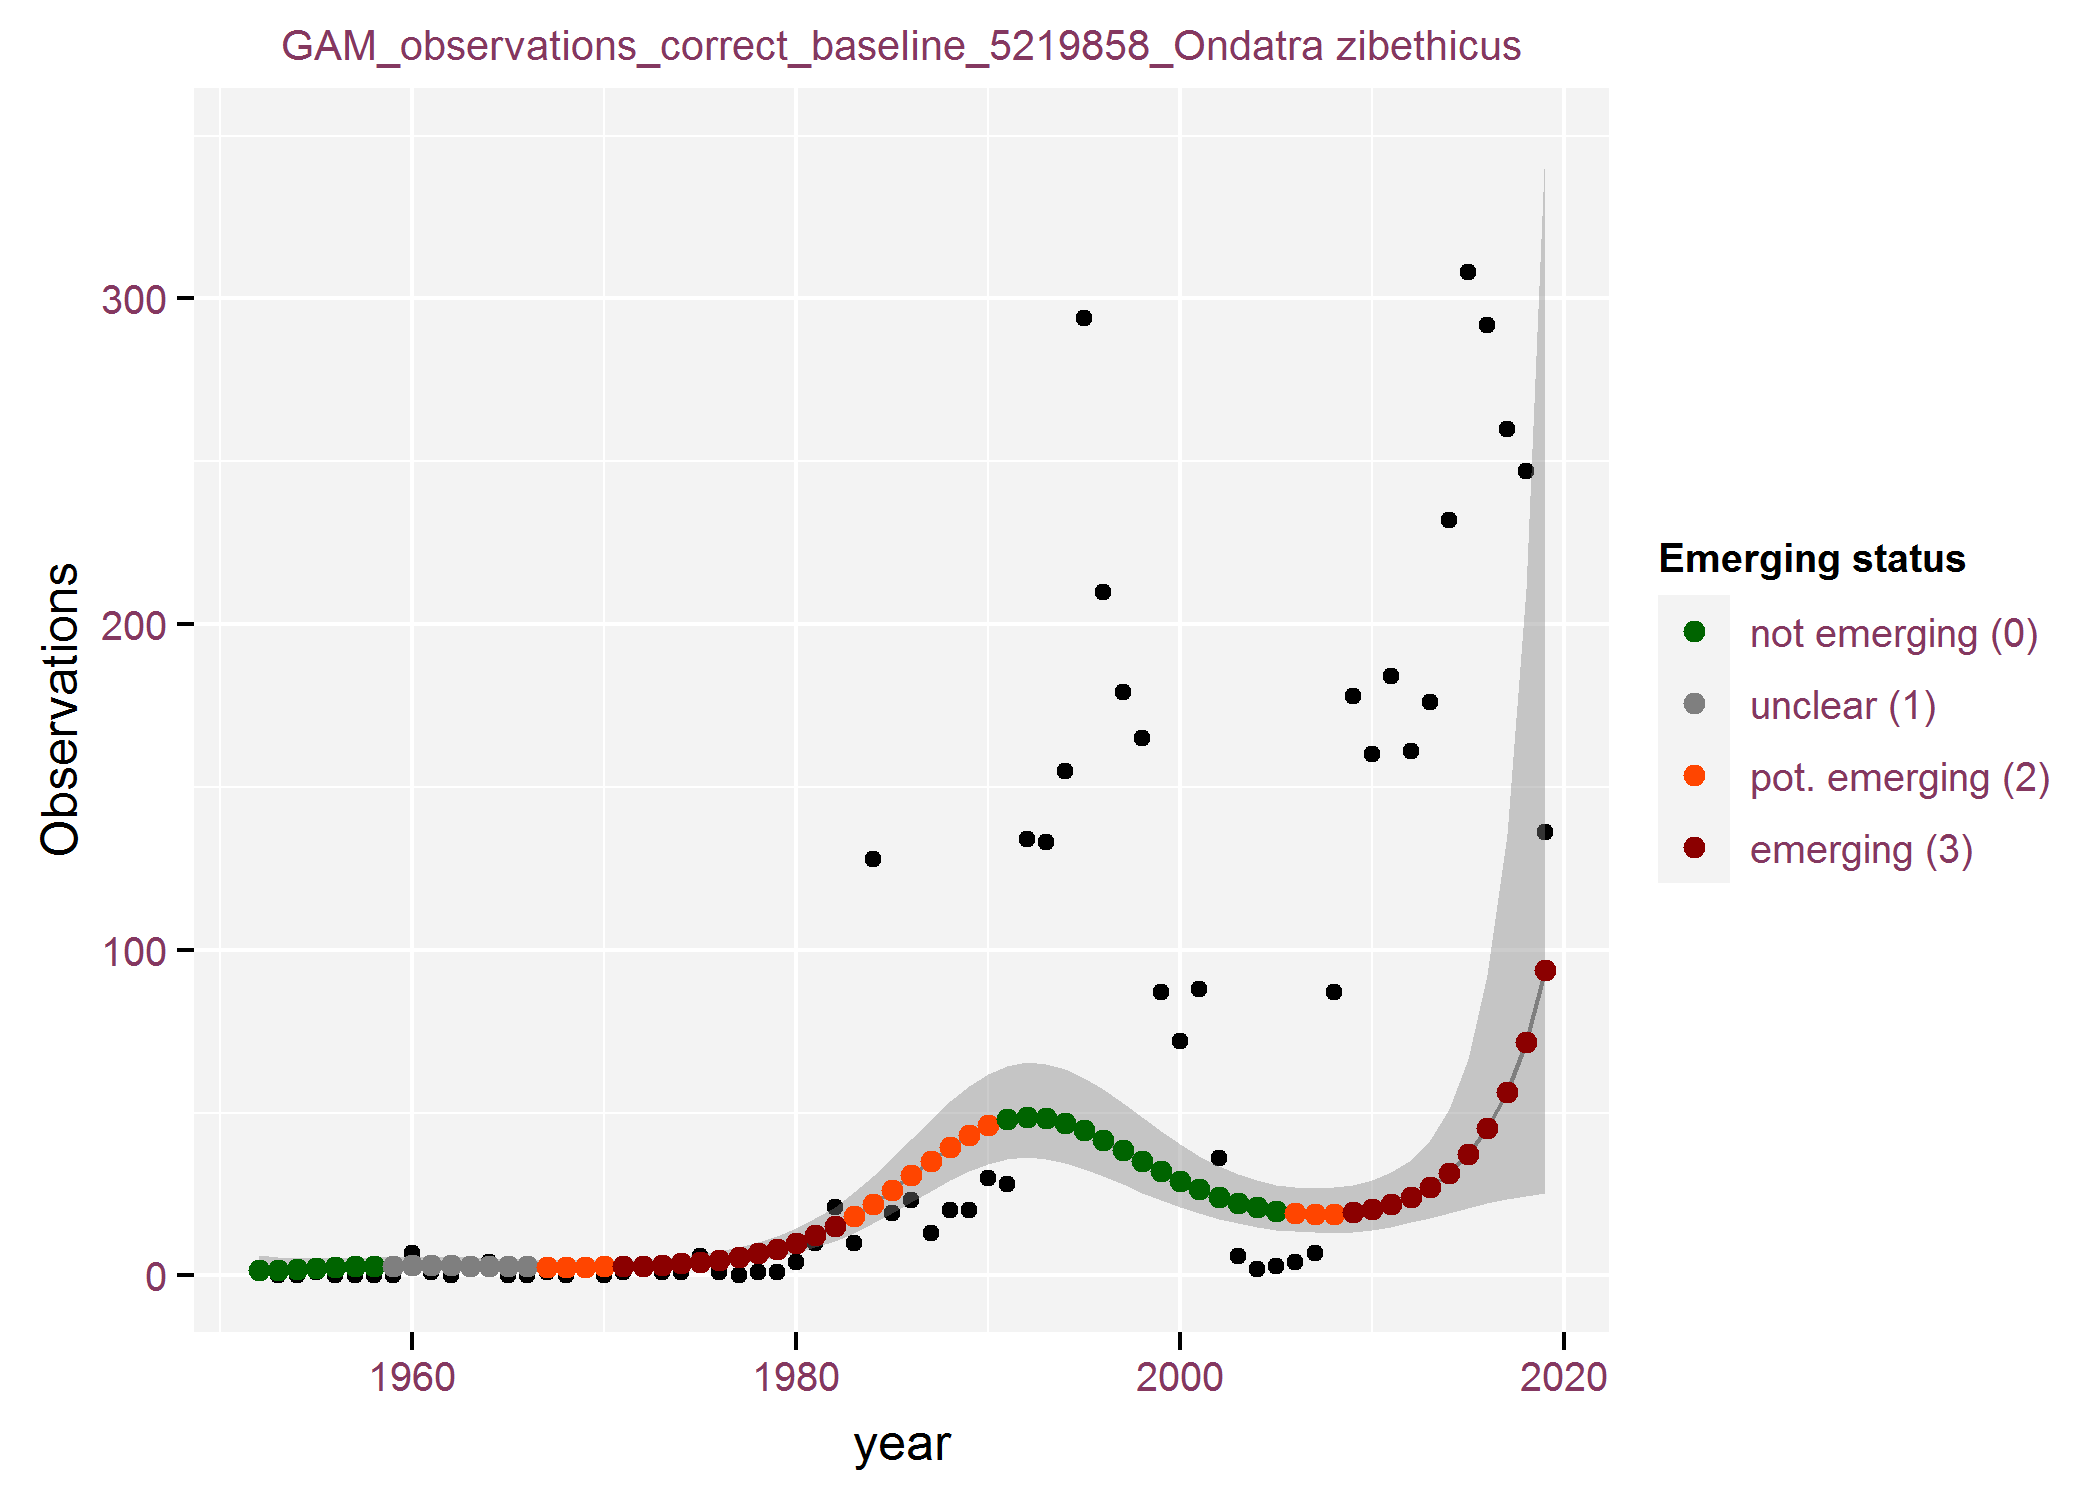 GAM_observations_correct_baseline_5219858_Ondatra zibethicus
Observations
300
200
100
0
1960 1980 2000 2020
year
Emerging status
not emerging (0)
unclear (1)
pot. emerging (2)
emerging (3)